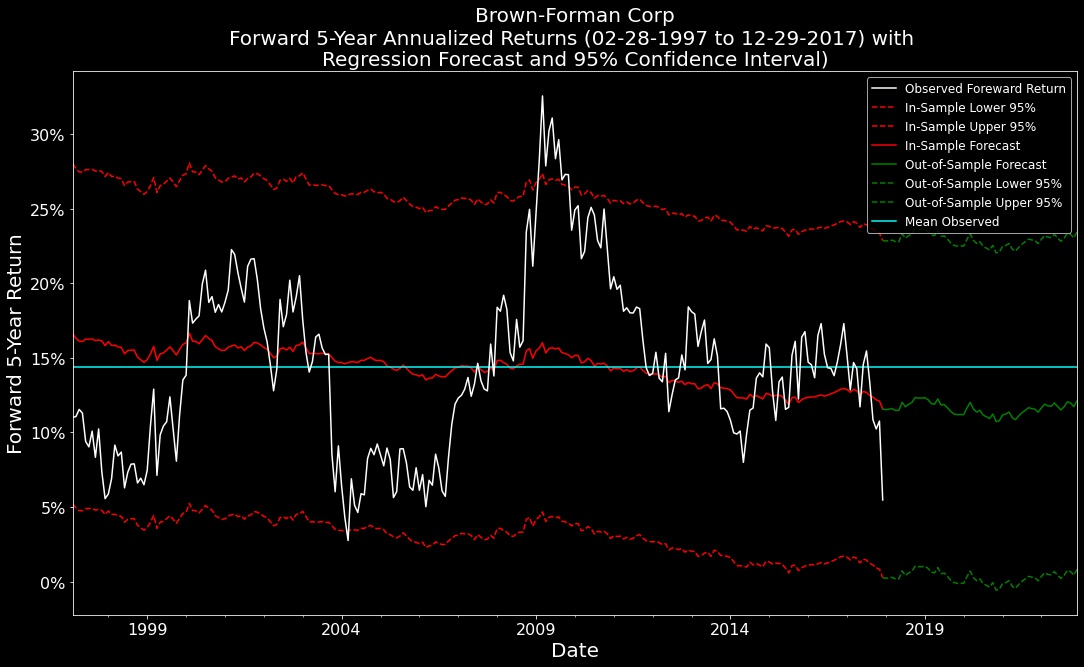 Brown-Forman Corp
Forward 5-Year Annualized Returns (02-28-1997 to 12-29-2017) with
Regression Forecast and 95% Confidence Interval)
Observed Foreward Return
In-Sample Lower 95%
In-Sample Upper 95%
In-Sample Forecast
Out-of-Sample Forecast
Out-of-Sample Lower 95%
Out-of-Sample Upper 95%
Mean Observed
Forward 5-Year Return
30%
25%
20%
15%
10%
5%
0%
1999
2004
2009
2014
2019
Date